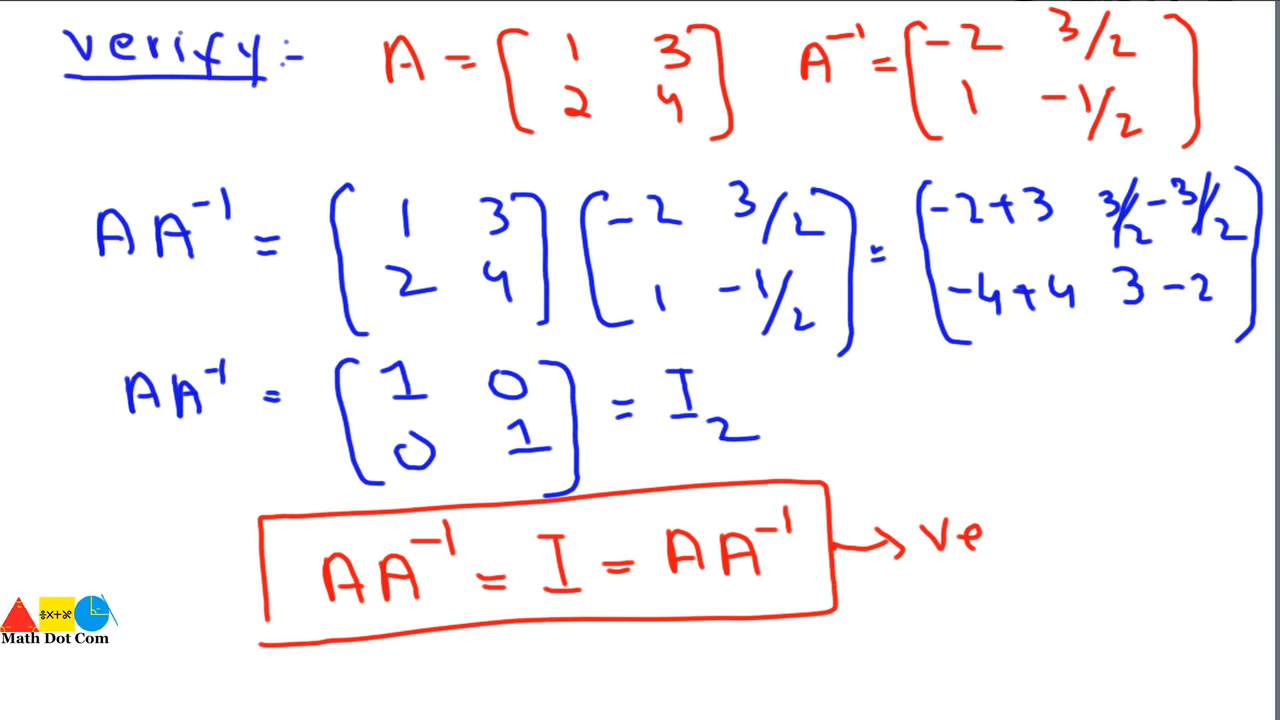 verify :- A = [1 3 2 4] A⁻¹ = [-2 3/2 1 -1/2]
AA⁻¹ = [1 3 2 4] [-2 3/2 1 -1/2] = [-2+3 3/2-3/2 -4+4 3-2]
AA⁻¹ = [1 0 0 1] = I₂
AA⁻¹ = I = AA⁻¹ → ve
Math Dot Com